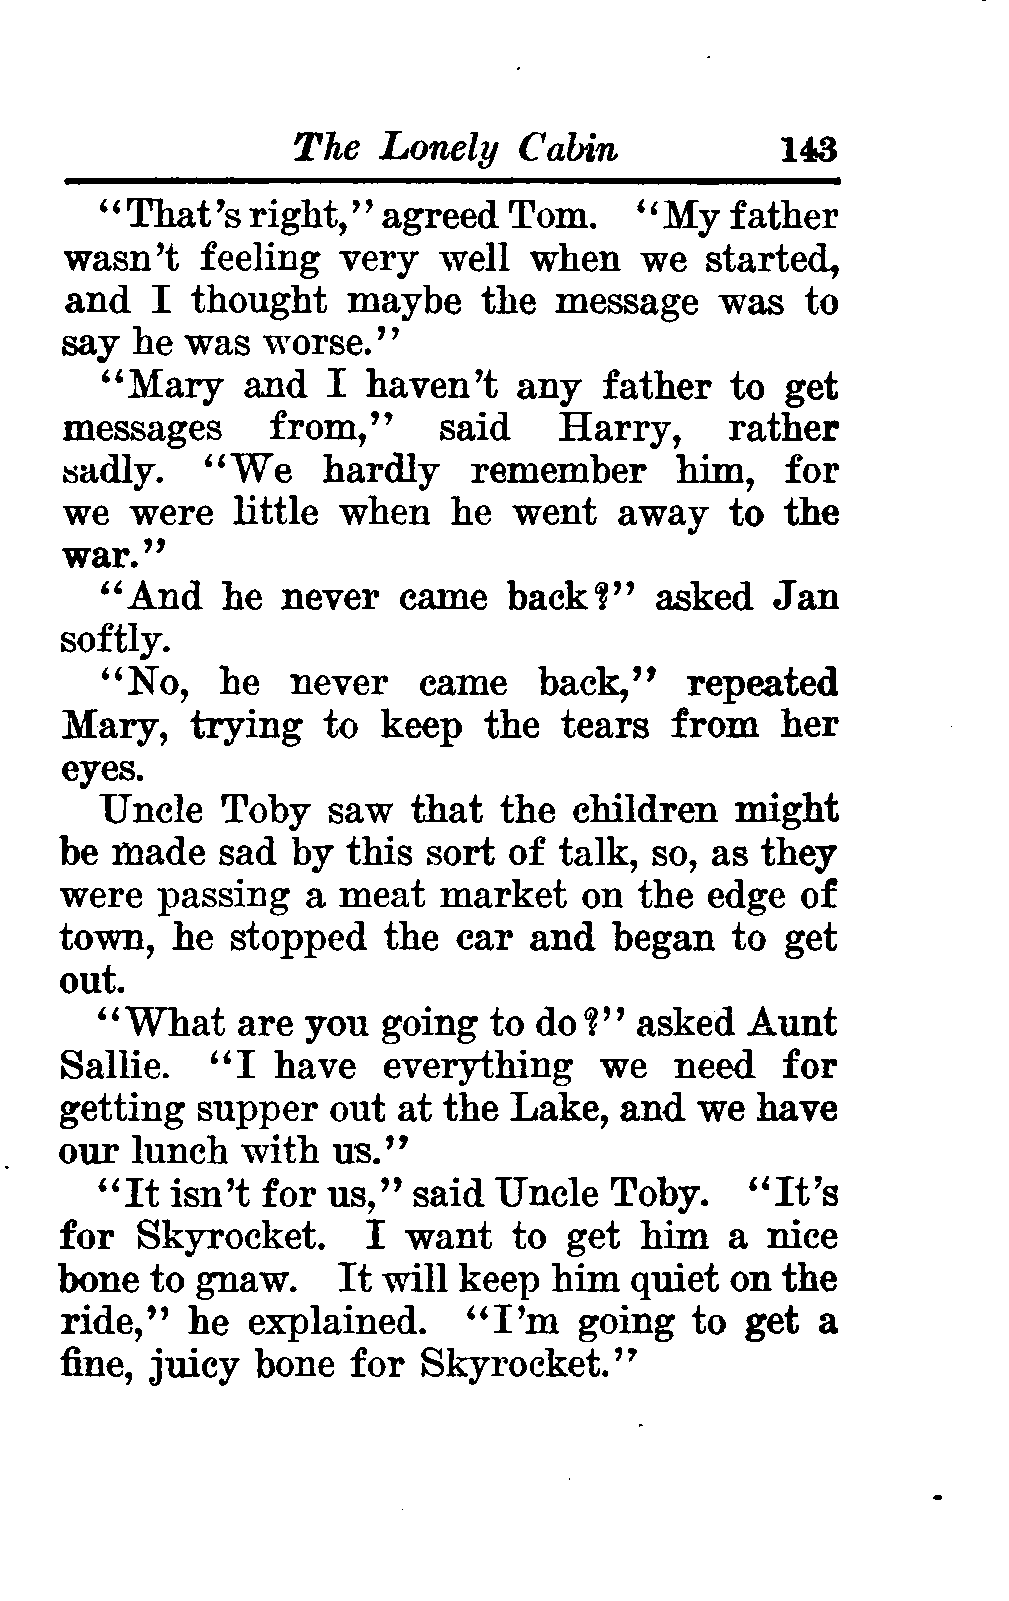 The Lonely Cabin 143
“That’s right,” agreed Tom. “My father
wasn’t feeling very well when we started,
and I thought maybe the message was to
say he was worse.”
“Mary and I haven’t any father to get
messages from,” said Harry, rather
sadly. “We hardly remember him, for
we were little when he went away to the
war.”
“And he never came back?” asked Jan
softly.
“No, he never came back,” repeated
Mary, trying to keep the tears from her
eyes.
Uncle Toby saw that the children might
be made sad by this sort of talk, so, as they
were passing a meat market on the edge of
town, he stopped the car and began to get
out.
“What are you going to do?” asked Aunt
Sallie. “I have everything we need for
getting supper out at the Lake, and we have
our lunch with us.”
“It isn’t for us,” said Uncle Toby. “It’s
for Skyrocket. I want to get him a nice
bone to gnaw. It will keep him quiet on the
ride,” he explained. “I’m going to get a
fine, juicy bone for Skyrocket.”